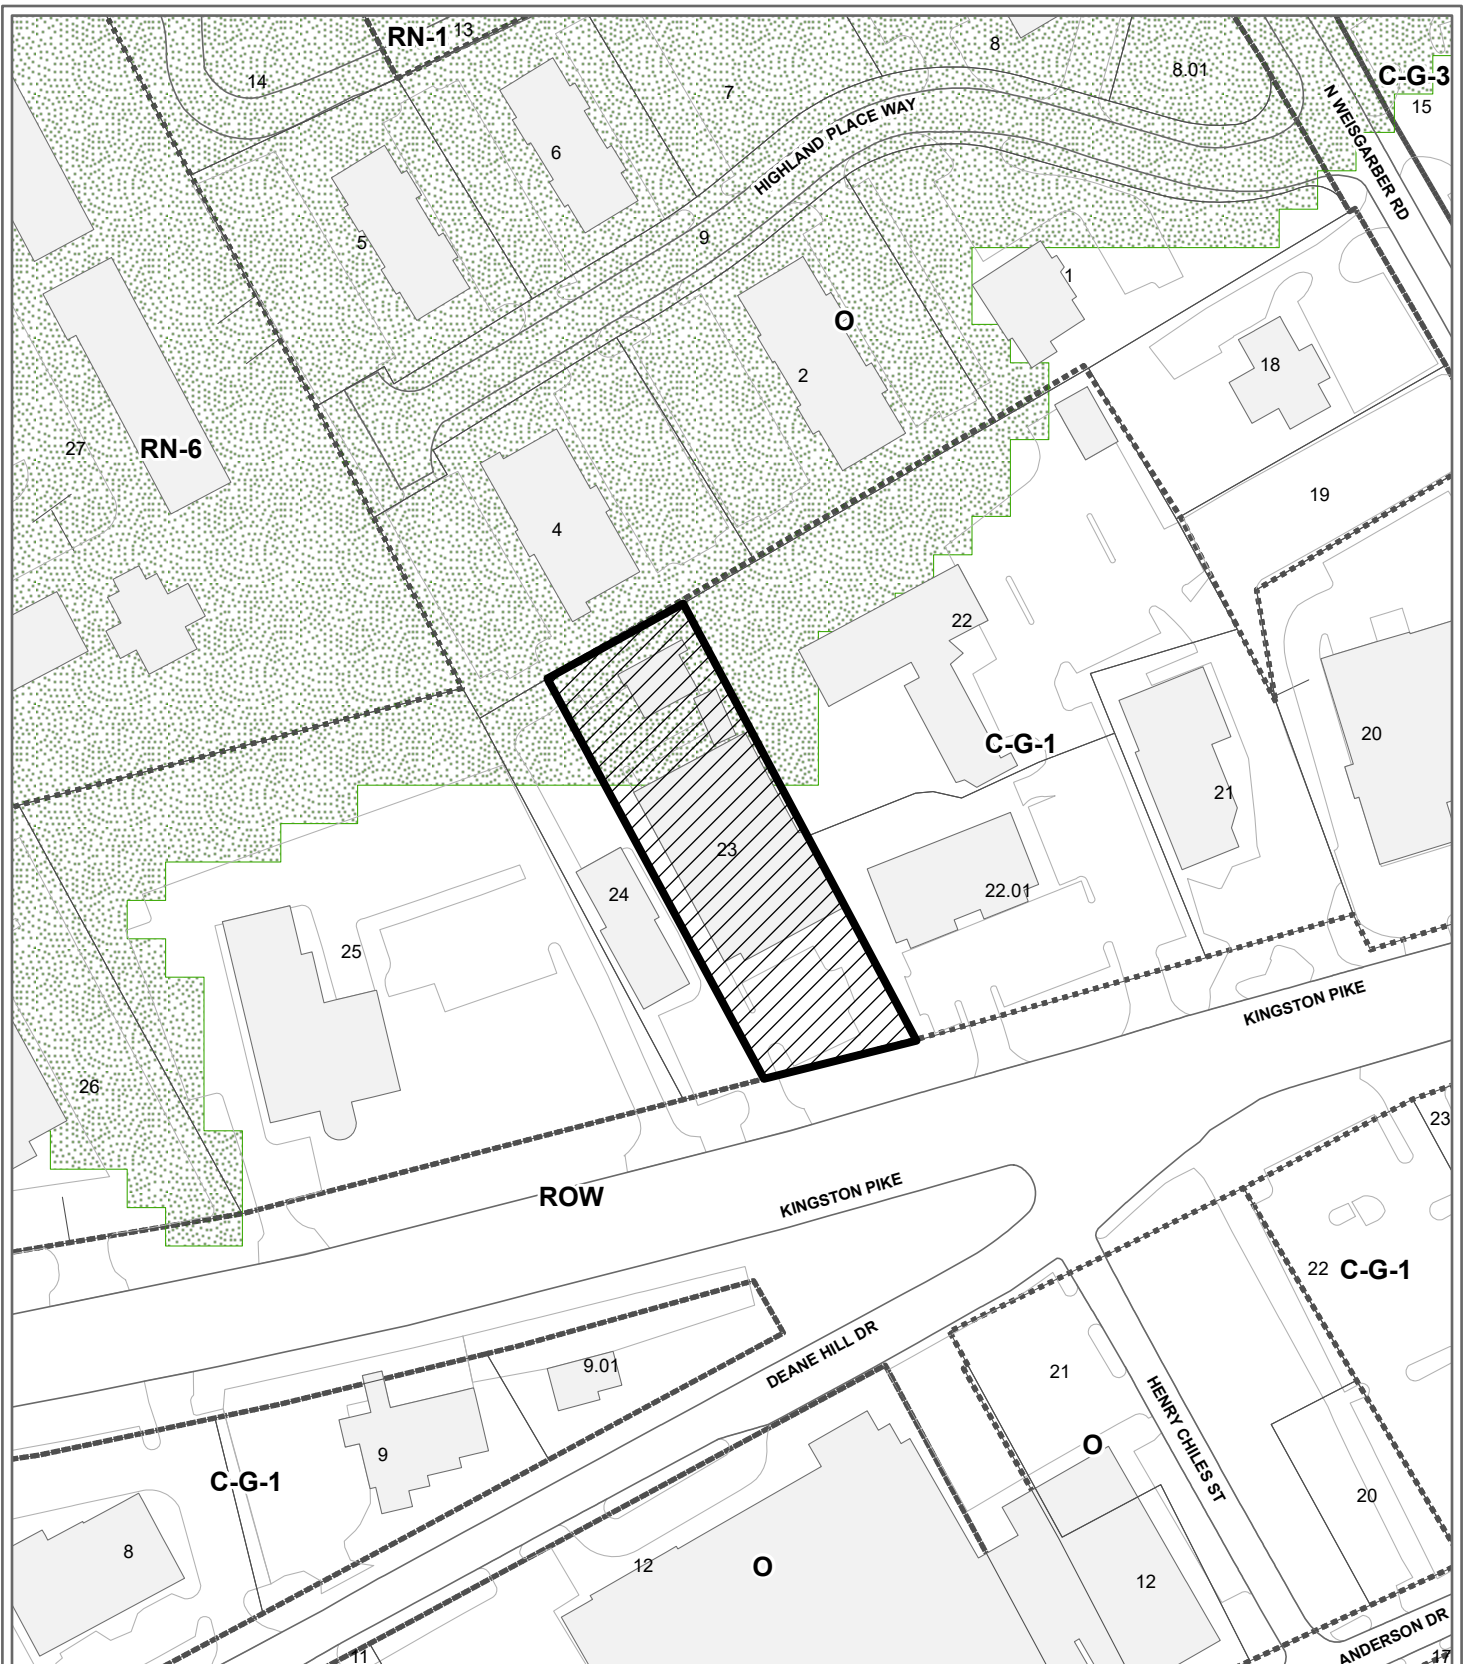 RN-1
13
8
8.01
C-G-3
15
14
7
N WEISGARBER RD
6
HIGHLAND PLACE WAY
5
9
1
O
2
18
27
RN-6
19
4
22
C-G-1
20
21
23
24
22.01
25
KINGSTON PIKE
26
23
ROW
KINGSTON PIKE
22
C-G-1
DEANE HILL DR
9.01
21
HENRY CHILES ST
9
O
C-G-1
20
8
12
O
12
ANDERSON DR
11
17